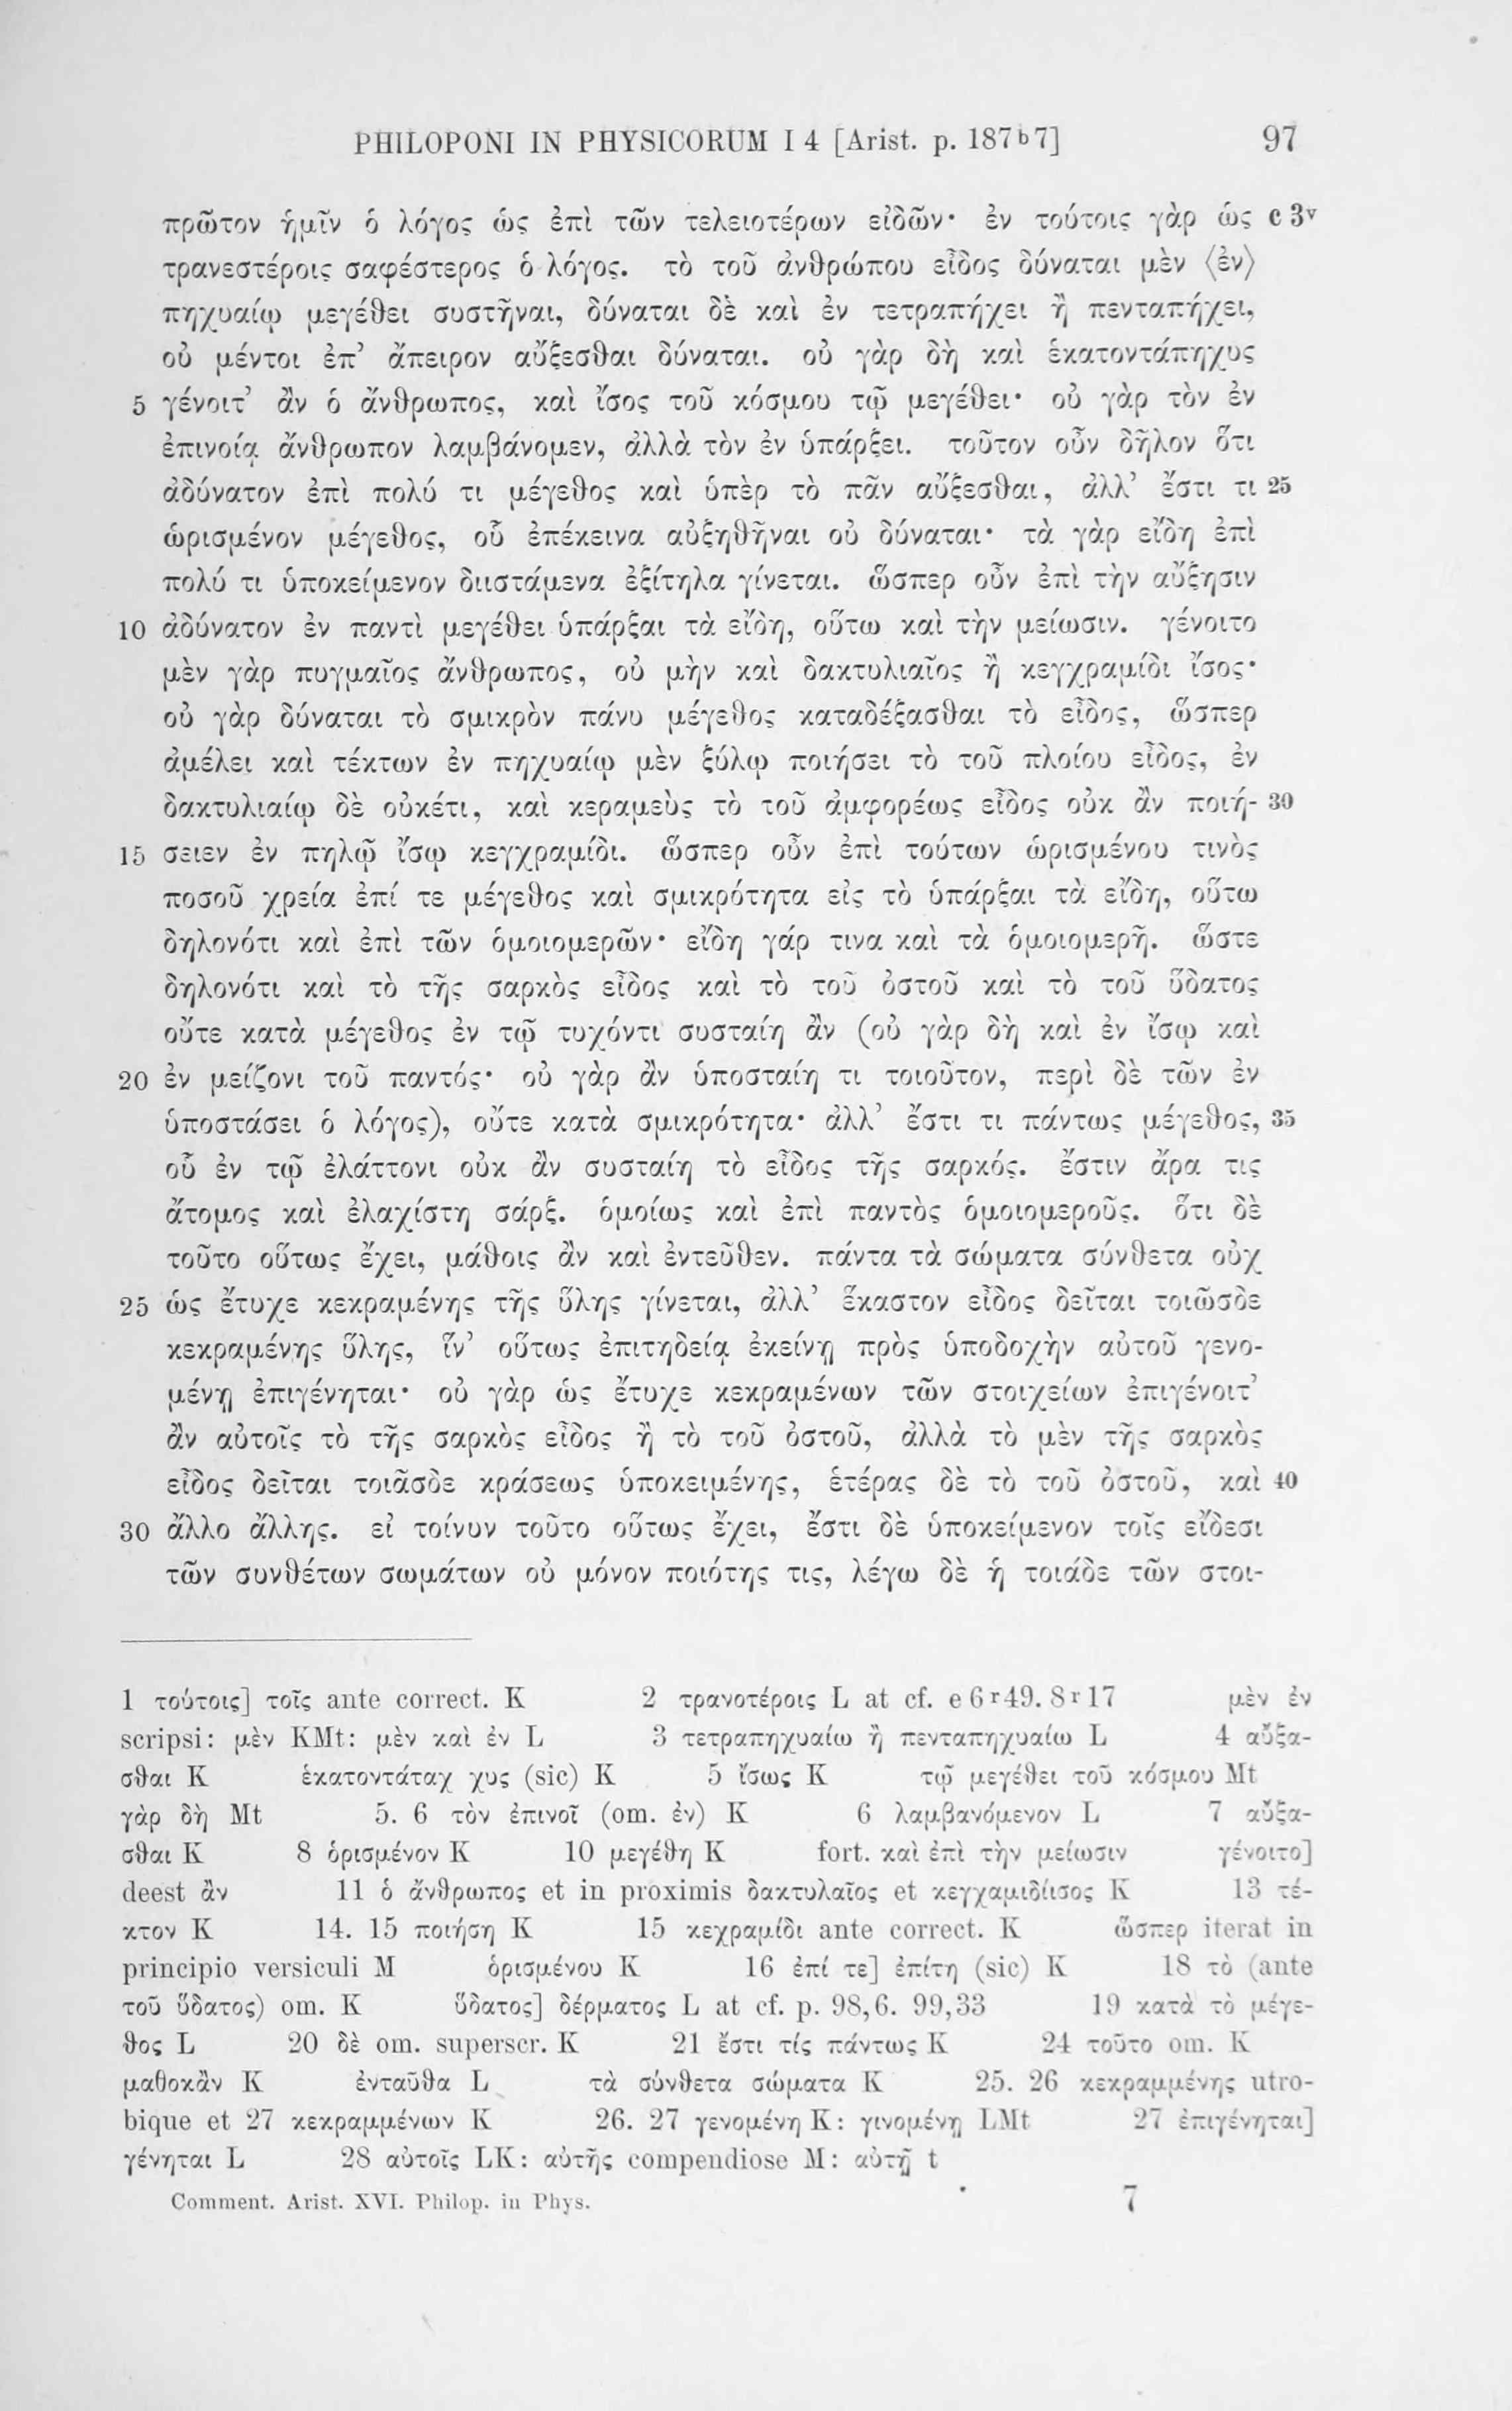 PHILOPONI IN PHYSICORUM I 4 [Arist. p. 187ᵇ7] 97
πρῶτον ἡμῖν ὁ λόγος ὡς ἐπὶ τῶν τελειοτέρων εἰδῶν· ἐν τούτοις γὰρ ὡς c 3ᵛ
τρανεστέροις σαφέστερος ὁ λόγος. τὸ τοῦ ἀνθρώπου εἶδος δύναται μὲν ⟨ἐν⟩
πηχυαίῳ μεγέθει συστῆναι, δύναται δὲ καὶ ἐν τετραπήχει ἢ πενταπήχει,
οὐ μέντοι ἐπ’ ἄπειρον αὔξεσθαι δύναται. οὐ γὰρ δὴ καὶ ἑκατοντάπηχυς
5 γένοιτ’ ἂν ὁ ἄνθρωπος, καὶ ἴσος τοῦ κόσμου τῷ μεγέθει· οὐ γὰρ τὸν ἐν
ἐπινοίᾳ ἄνθρωπον λαμβάνομεν, ἀλλὰ τὸν ἐν ὑπάρξει. τοῦτον οὖν δῆλον ὅτι
ἀδύνατον ἐπὶ πολύ τι μέγεθος καὶ ὑπὲρ τὸ πᾶν αὔξεσθαι, ἀλλ’ ἔστι τι 25
ὡρισμένον μέγεθος, οὗ ἐπέκεινα αὐξηθῆναι οὐ δύναται· τὰ γὰρ εἴδη ἐπὶ
πολύ τι ὑποκείμενον διιστάμενα ἐξίτηλα γίνεται. ὥσπερ οὖν ἐπὶ τὴν αὔξησιν
10 ἀδύνατον ἐν παντὶ μεγέθει ὑπάρξαι τὰ εἴδη, οὕτω καὶ τὴν μείωσιν. γένοιτο
μὲν γὰρ πυγμαῖος ἄνθρωπος, οὐ μὴν καὶ δακτυλιαῖος ἢ κεγχραμίδι ἴσος·
οὐ γὰρ δύναται τὸ σμικρὸν πάνυ μέγεθος καταδέξασθαι τὸ εἶδος, ὥσπερ
ἀμέλει καὶ τέκτων ἐν πηχυαίῳ μὲν ξύλῳ ποιήσει τὸ τοῦ πλοίου εἶδος, ἐν
δακτυλιαίῳ δὲ οὐκέτι, καὶ κεραμεὺς τὸ τοῦ ἀμφορέως εἶδος οὐκ ἂν ποιή- 30
15 σειεν ἐν πηλῷ ἴσῳ κεγχραμίδι. ὥσπερ οὖν ἐπὶ τούτων ὡρισμένου τινὸς
ποσοῦ χρεία ἐπί τε μέγεθος καὶ σμικρότητα εἰς τὸ ὑπάρξαι τὰ εἴδη, οὕτω
δηλονότι καὶ ἐπὶ τῶν ὁμοιομερῶν· εἴδη γάρ τινα καὶ τὰ ὁμοιομερῆ. ὥστε
δηλονότι καὶ τὸ τῆς σαρκὸς εἶδος καὶ τὸ τοῦ ὀστοῦ καὶ τὸ τοῦ ὕδατος
οὔτε κατὰ μέγεθος ἐν τῷ τυχόντι συσταίη ἂν (οὐ γὰρ δὴ καὶ ἐν ἴσῳ καὶ
20 ἐν μείζονι τοῦ παντός· οὐ γὰρ ἂν ὑποσταίη τι τοιοῦτον, περὶ δὲ τῶν ἐν
ὑποστάσει ὁ λόγος), οὔτε κατὰ σμικρότητα· ἀλλ’ ἔστι τι πάντως μέγεθος, 35
οὗ ἐν τῷ ἐλάττονι οὐκ ἂν συσταίη τὸ εἶδος τῆς σαρκός. ἔστιν ἄρα τις
ἄτομος καὶ ἐλαχίστη σάρξ. ὁμοίως καὶ ἐπὶ παντὸς ὁμοιομεροῦς. ὅτι δὲ
τοῦτο οὕτως ἔχει, μάθοις ἂν καὶ ἐντεῦθεν. πάντα τὰ σώματα σύνθετα οὐχ
25 ὡς ἔτυχε κεκραμένης τῆς ὕλης γίνεται, ἀλλ’ ἕκαστον εἶδος δεῖται τοιῶσδε
κεκραμένης ὕλης, ἵν’ οὕτως ἐπιτηδείᾳ ἐκείνῃ πρὸς ὑποδοχὴν αὐτοῦ γενο-
μένῃ ἐπιγένηται· οὐ γὰρ ὡς ἔτυχε κεκραμένων τῶν στοιχείων ἐπιγένοιτ’
ἂν αὐτοῖς τὸ τῆς σαρκὸς εἶδος ἢ τὸ τοῦ ὀστοῦ, ἀλλὰ τὸ μὲν τῆς σαρκὸς
εἶδος δεῖται τοιᾶσδε κράσεως ὑποκειμένης, ἑτέρας δὲ τὸ τοῦ ὀστοῦ, καὶ 40
30 ἄλλο ἄλλης. εἰ τοίνυν τοῦτο οὕτως ἔχει, ἔστι δὲ ὑποκείμενον τοῖς εἴδεσι
τῶν συνθέτων σωμάτων οὐ μόνον ποιότης τις, λέγω δὲ ἡ τοιάδε τῶν στοι-
1 τούτοις] τοῖς ante correct. K 2 τρανοτέροις L at cf. e 6ʳ49. 8ʳ17 μὲν ἐν
scripsi: μὲν KMt: μὲν καὶ ἐν L 3 τετραπηχυαίω ἢ πενταπηχυαίω L 4 αὔξα-
σθαι K ἑκατοντάταχ χυς (sic) K 5 ἴσως K τῷ μεγέθει τοῦ κόσμου Mt
γὰρ δὴ Mt 5. 6 τὸν ἐπινοῖ (om. ἐν) K 6 λαμβανόμενον L 7 αὔξα-
σθαι K 8 ὁρισμένον K 10 μεγέθη K fort. καὶ ἐπὶ τὴν μείωσιν γένοιτο]
deest ἂν 11 ὁ ἄνθρωπος et in proximis δακτυλαῖος et κεγχαμιδίισος K 13 τέ-
κτον K 14. 15 ποιήση K 15 κεχραμίδι ante correct. K ὥσπερ iterat in
principio versiculi M ὁρισμένου K 16 ἐπί τε] ἐπίτη (sic) K 18 τὸ (ante
τοῦ ὕδατος) om. K ὕδατος] δέρματος L at cf. p. 98,6. 99,33 19 κατὰ τὸ μέγε-
θος L 20 δὲ om. superscr. K 21 ἔστι τίς πάντως K 24 τοῦτο om. K
μαθοκἂν K ἐνταῦθα L τὰ σύνθετα σώματα K 25. 26 κεκραμμένης utro-
bique et 27 κεκραμμένων K 26. 27 γενομένη K: γινομένῃ LMt 27 ἐπιγένηται]
γένηται L 28 αὐτοῖς LK: αὐτῆς compendiose M: αὐτῇ t
Comment. Arist. XVI. Philop. in Phys. 7